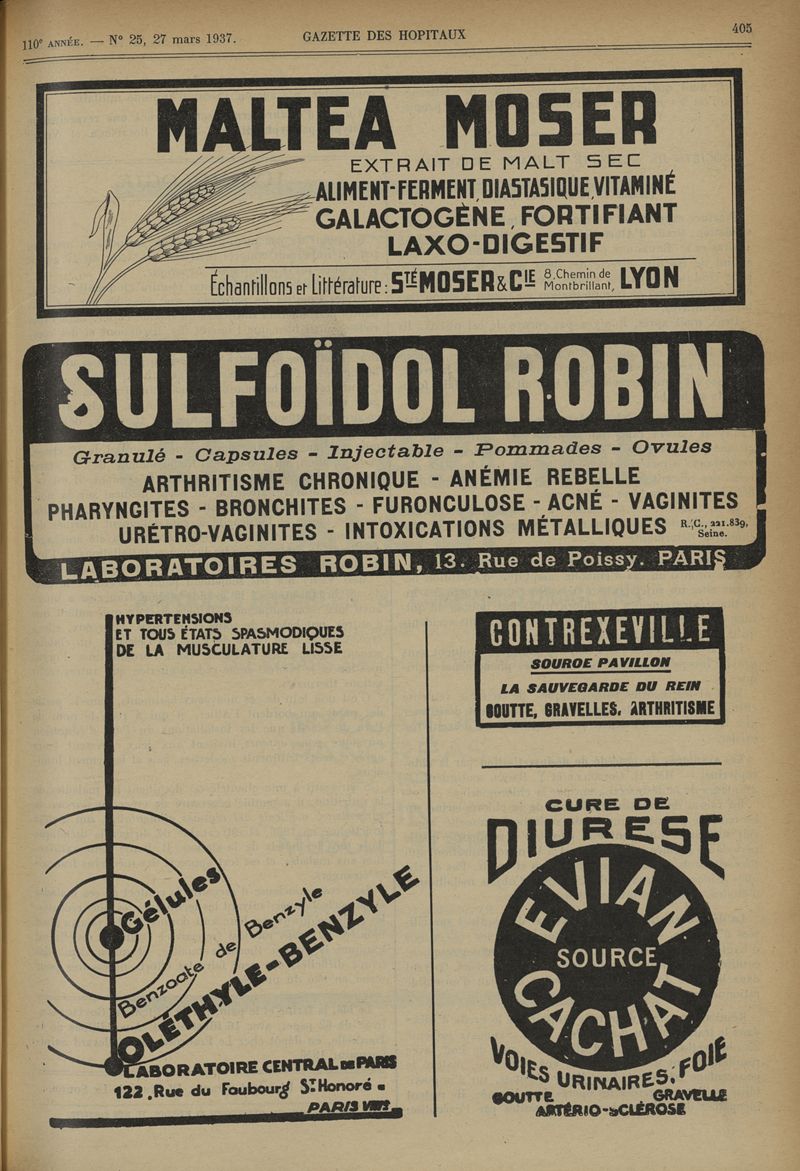 110e ANNÉE. — N° 25, 27 mars 1937.
GAZETTE DES HOPITAUX
405
MALTEA MOSER
EXTRAIT DE MALT SEC
ALIMENT-FERMENT, DIASTASIQUE, VITAMINÉ
GALACTOGÈNE, FORTIFIANT
LAXO-DIGESTIF
Échantillons et Littérature : STÉ MOSER & CIE 8, Chemin de Montbrillant, LYON
SULFOÏDOL ROBIN
Granulé - Capsules - Injectable - Pommades - Ovules
ARTHRITISME CHRONIQUE - ANÉMIE REBELLE
PHARYNGITES - BRONCHITES - FURONCULOSE - ACNÉ - VAGINITES
URÉTRO-VAGINITES - INTOXICATIONS MÉTALLIQUES R. C., 221.839, Seine.
LABORATOIRES ROBIN, 13. Rue de Poissy. PARIS
HYPERTENSIONS
ET TOUS ÉTATS SPASMODIQUES
DE LA MUSCULATURE LISSE
Gélules
Benzoate de Benzyle
OLÉTHYLE-BENZYLE
LABORATOIRE CENTRAL DE PARIS
122, Rue du Faubourg ST Honoré
PARIS VIIIe
CONTREXEVILLE
SOURCE PAVILLON
LA SAUVEGARDE DU REIN
GOUTTE, GRAVELLES, ARTHRITISME
CURE DE
DIURESE
EVIAN
SOURCE
CACHAT
VOIES URINAIRES, FOIE
GOUTTE GRAVELLE
ARTÉRIO-SCLÉROSE